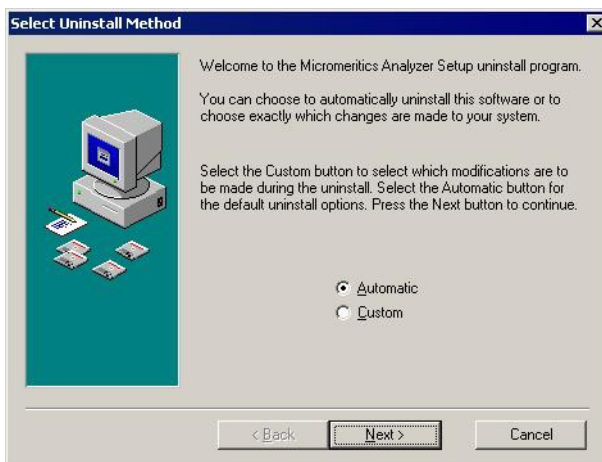 Select Uninstall Method
Welcome to the Micromeritics Analyzer Setup uninstall program.
You can choose to automatically uninstall this software or to
choose exactly which changes are made to your system.
Select the Custom button to select which modifications are to
be made during the uninstall. Select the Automatic button for
the default uninstall options. Press the Next button to continue.
Automatic
Custom
< Back
Next >
Cancel